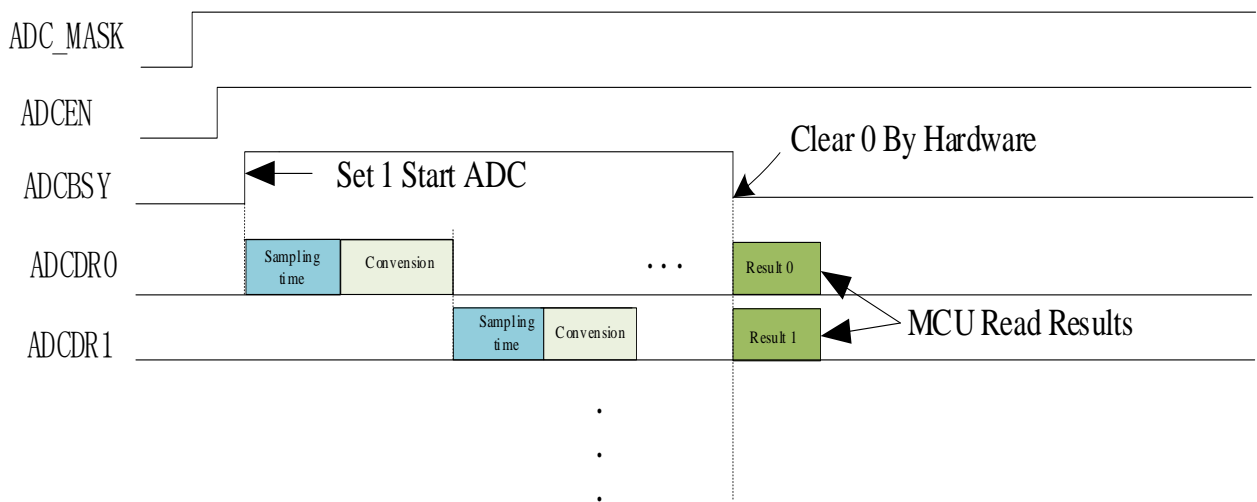 ADC_MASK
ADCEN
Clear 0 By Hardware
ADCBSY
Set 1 Start ADC
ADCDR0
Sampling
time
Convension
...
Result 0
MCU Read Results
ADCDR1
Sampling
time
Convension
Result 1